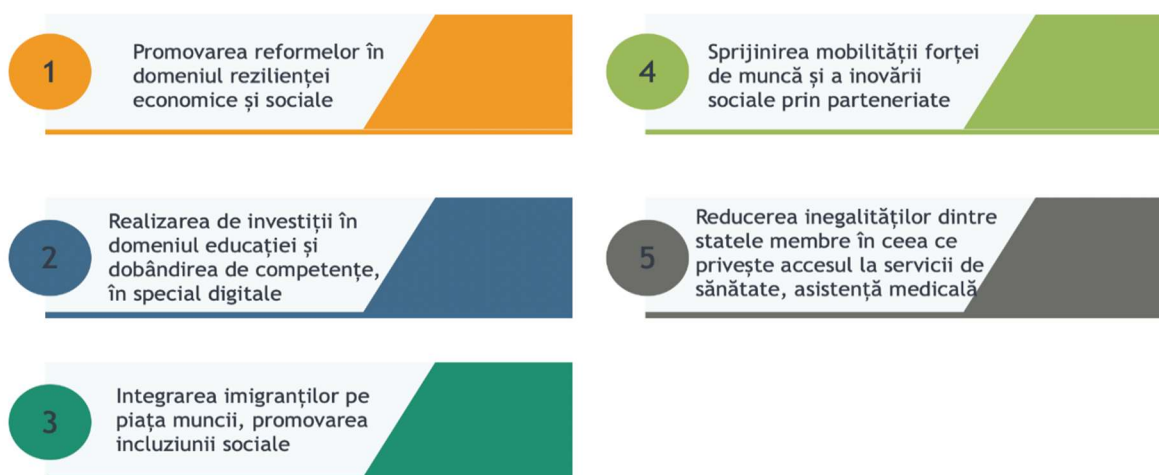 1
Promovarea reformelor în
domeniul rezilienței
economice și sociale
2
Realizarea de investiții în
domeniul educației și
dobândirea de competențe,
în special digitale
3
Integrarea imigranților pe
piața muncii, promovarea
incluziunii sociale
4
Sprijinirea mobilității forței
de muncă și a inovării
sociale prin parteneriate
5
Reducerea inegalităților dintre
statele membre în ceea ce
privește accesul la servicii de
sănătate, asistență medicală